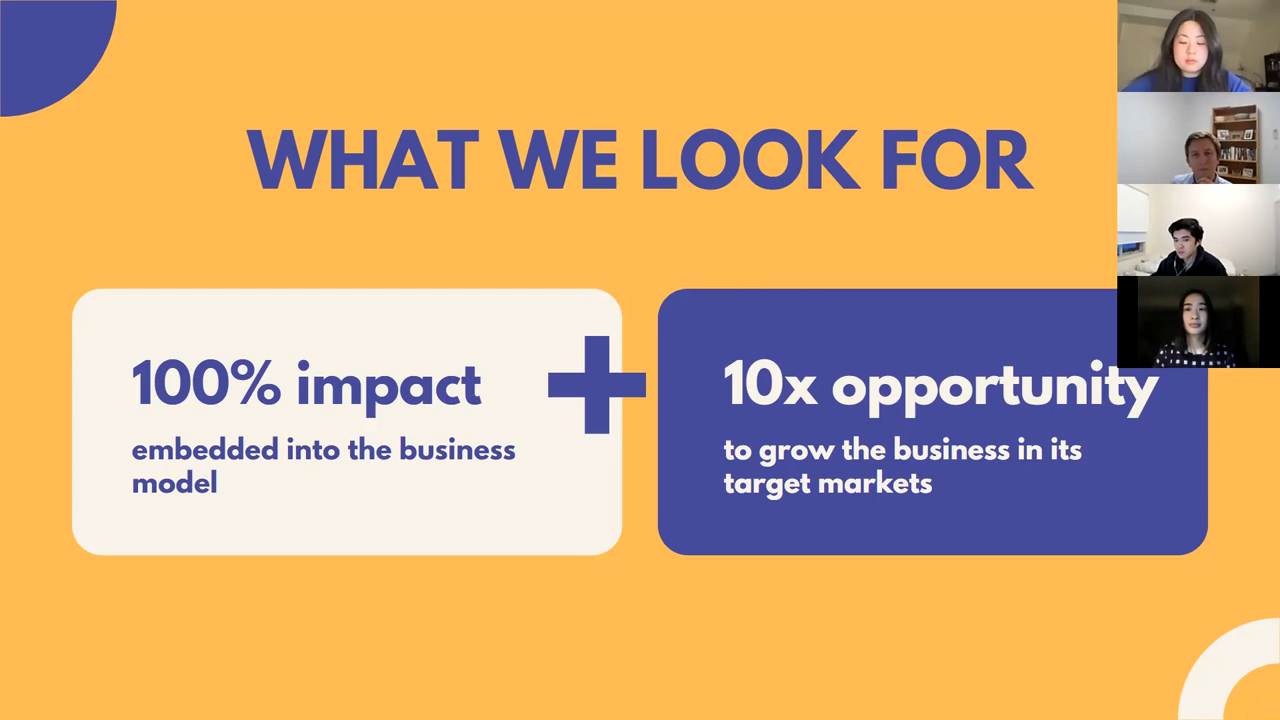 WHAT WE LOOK FOR
100% impact
embedded into the business
model
+
10x opportunity
to grow the business in its
target markets